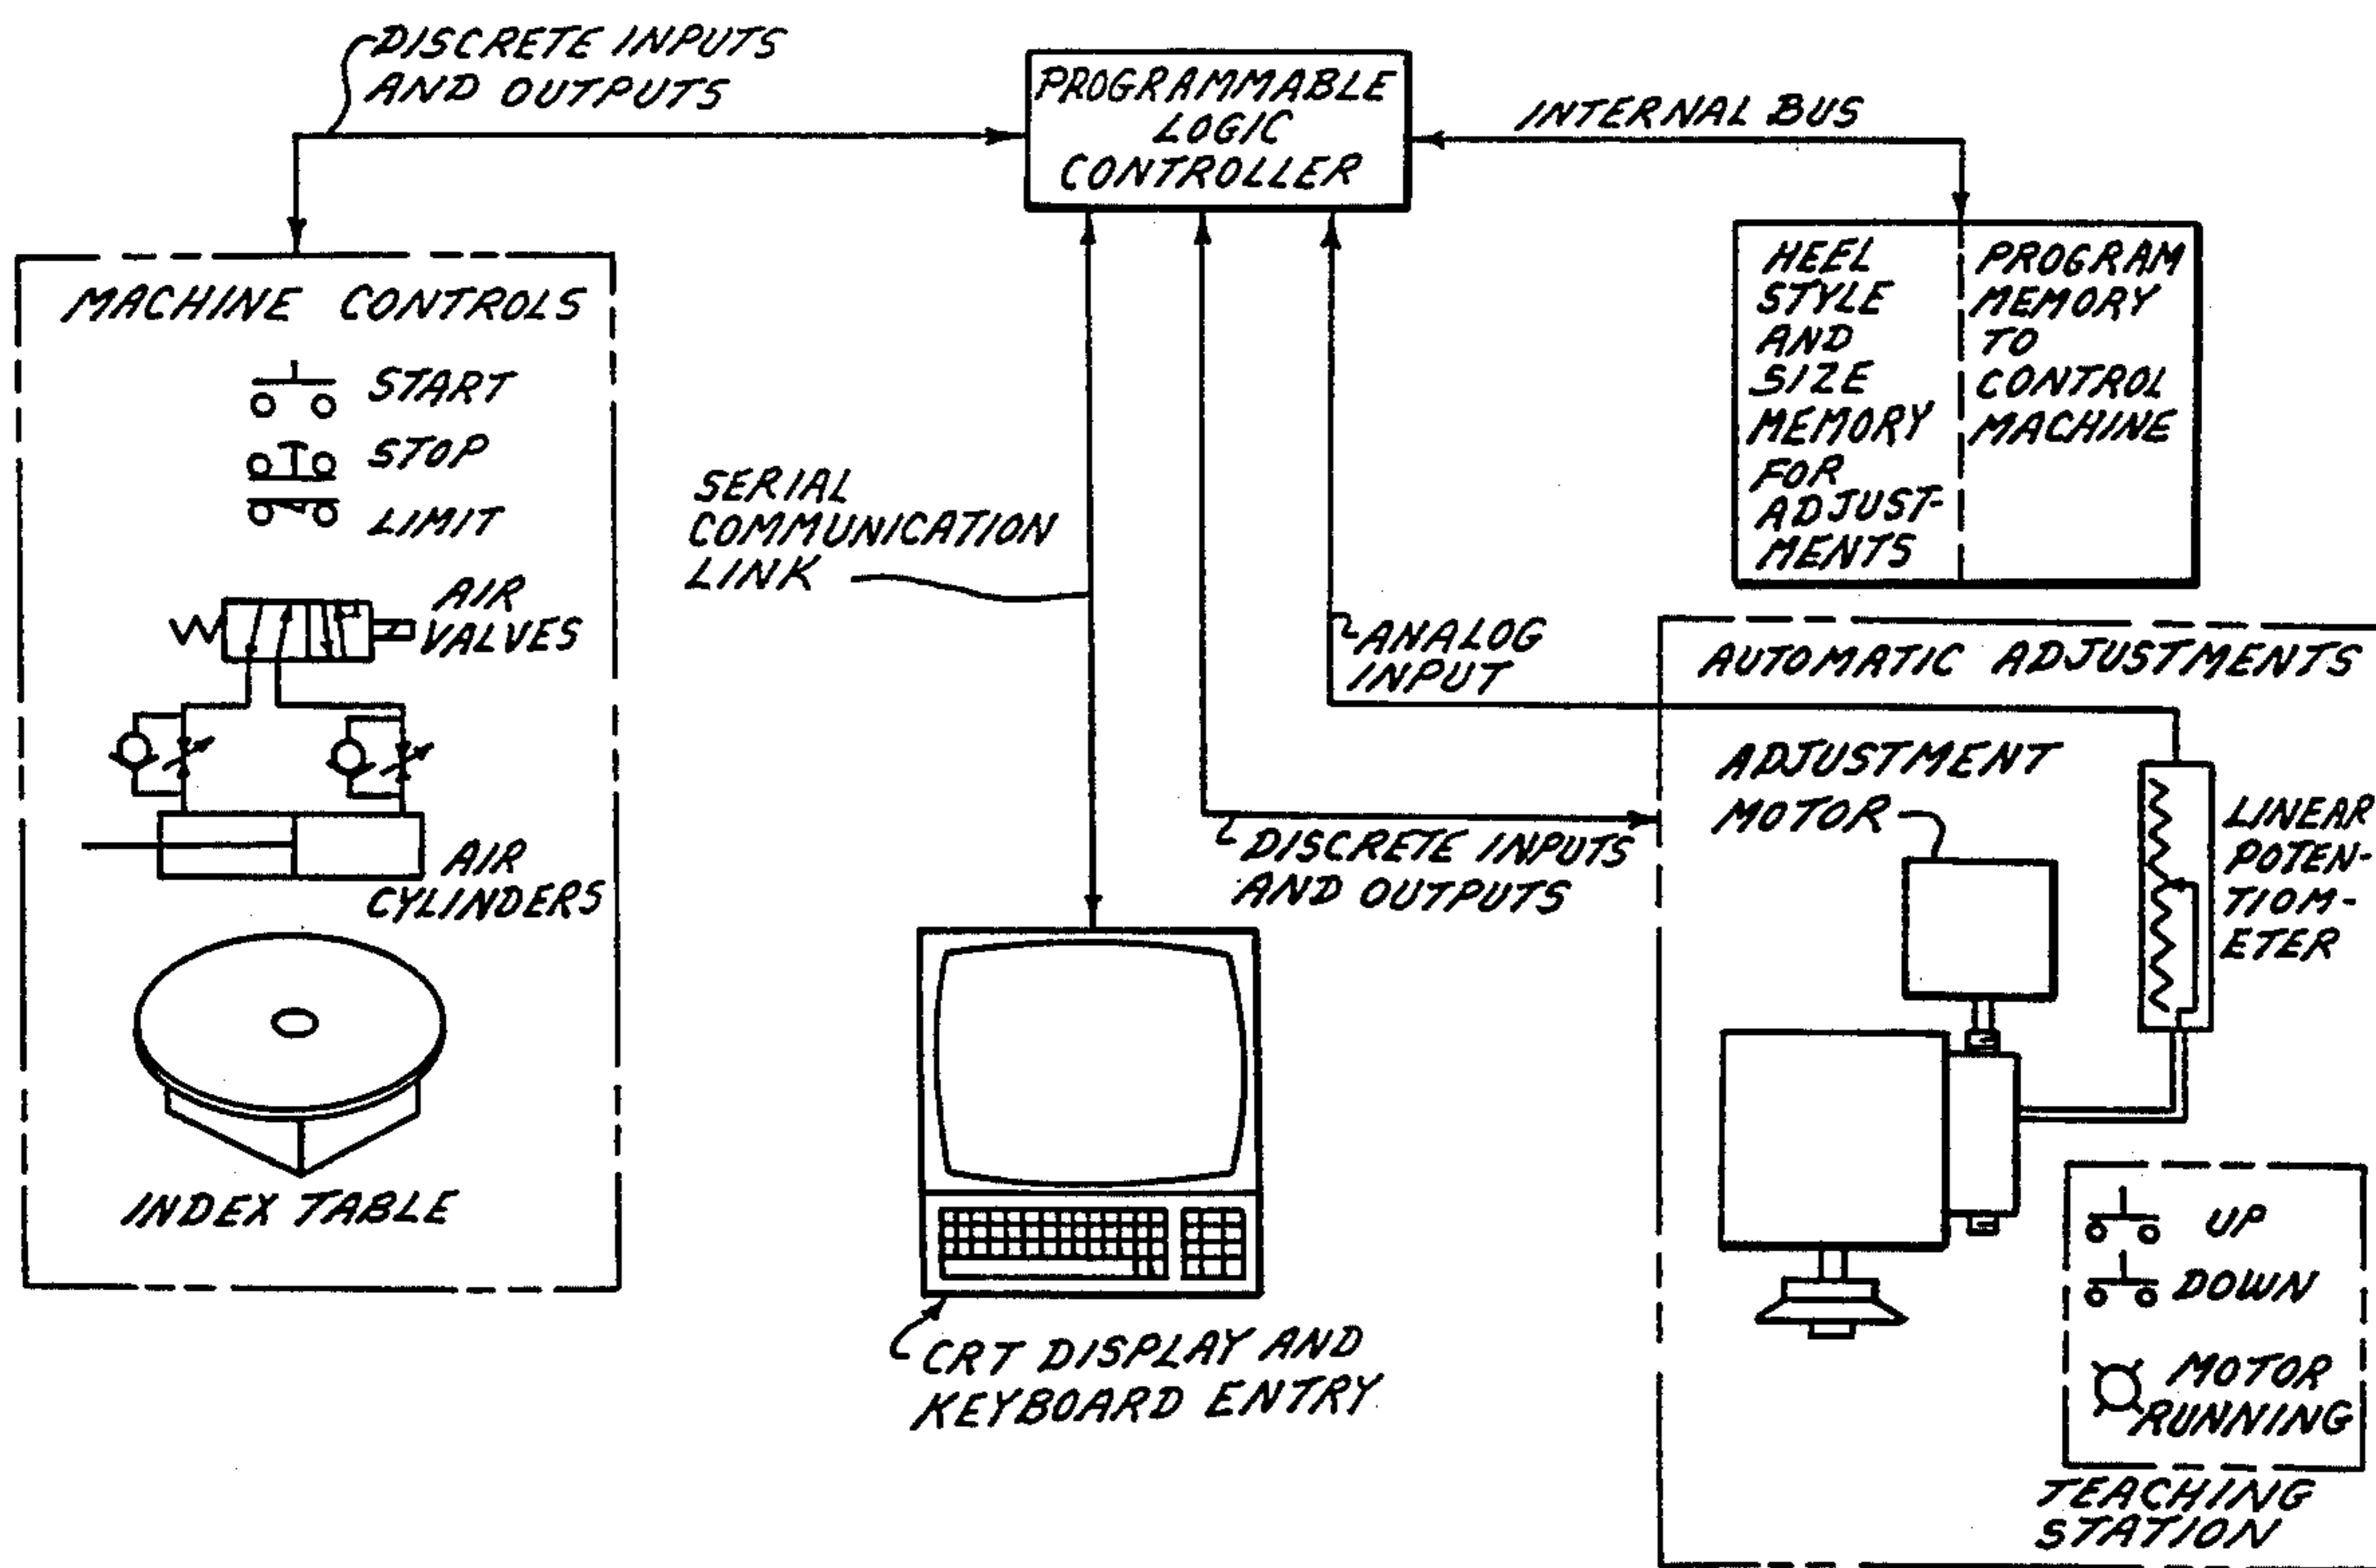 DISCRETE INPUTS
AND OUTPUTS
PROGRAMMABLE
LOGIC
CONTROLLER
INTERNAL BUS
HEEL
STYLE
AND
SIZE
MEMORY
FOR
ADJUST-
MENTS
PROGRAM
MEMORY
TO
CONTROL
MACHINE
MACHINE CONTROLS
START
STOP
LIMIT
AIR
VALVES
AIR
CYLINDERS
INDEX TABLE
SERIAL
COMMUNICATION
LINK
ANALOG
INPUT
DISCRETE INPUTS
AND OUTPUTS
CRT DISPLAY AND
KEYBOARD ENTRY
AUTOMATIC ADJUSTMENTS
ADJUSTMENT
MOTOR
LINEAR
POTEN-
TIOM-
ETER
UP
DOWN
MOTOR
RUNNING
TEACHING
STATION